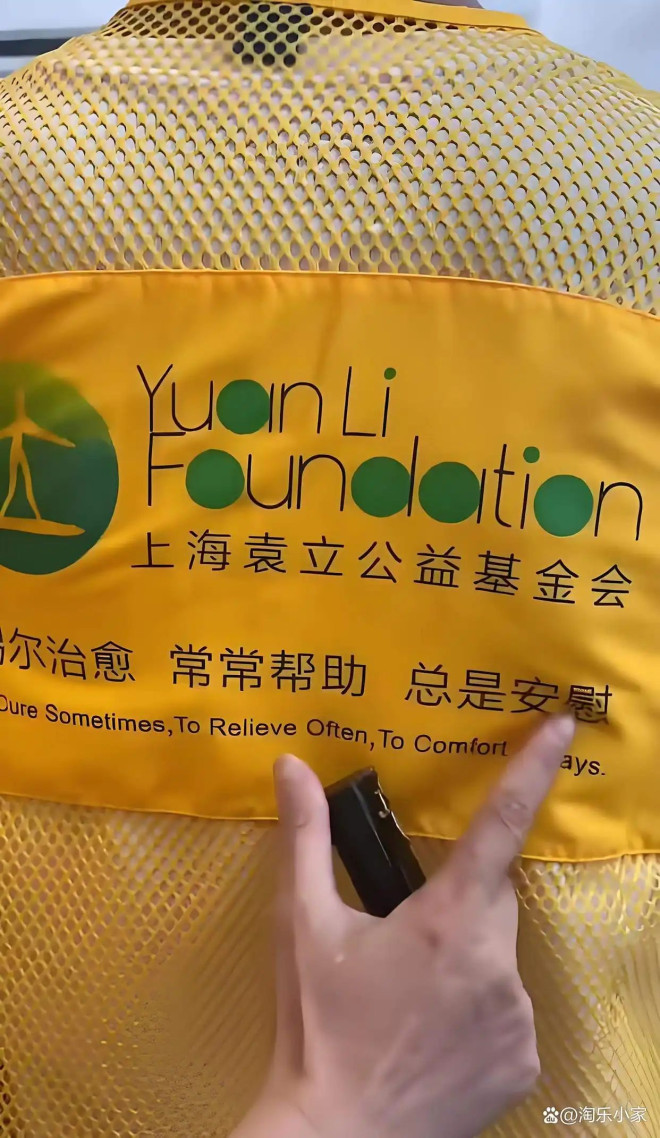 Yuan Li
Foundation
上海袁立公益基金会
尔治愈 常常帮助 总是安慰
Cure Sometimes,To Relieve Often,To Comfort ays.
@淘乐小家